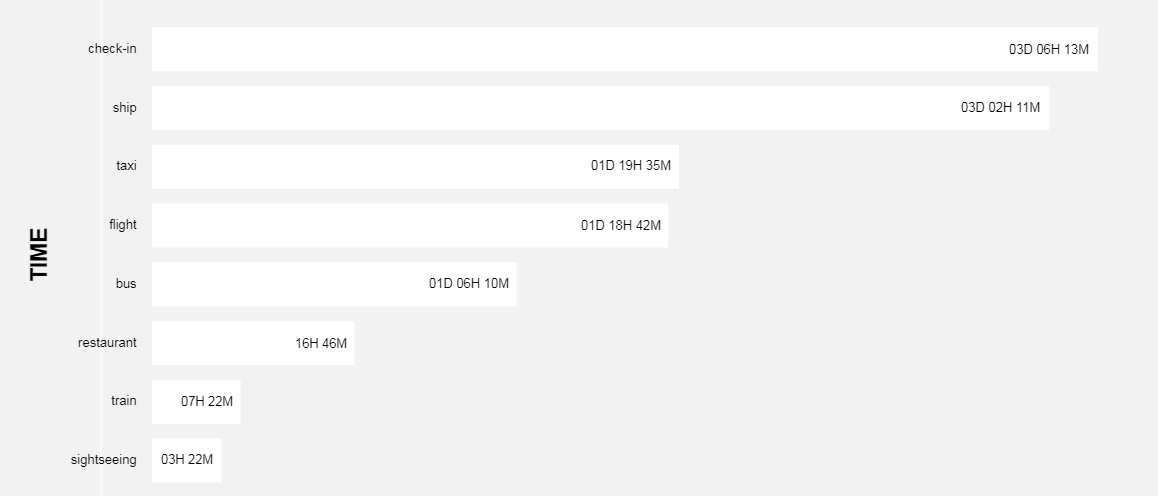 TIME
check-in 03D 06H 13M
ship 03D 02H 11M
taxi 01D 19H 35M
flight 01D 18H 42M
bus 01D 06H 10M
restaurant 16H 46M
train 07H 22M
sightseeing 03H 22M